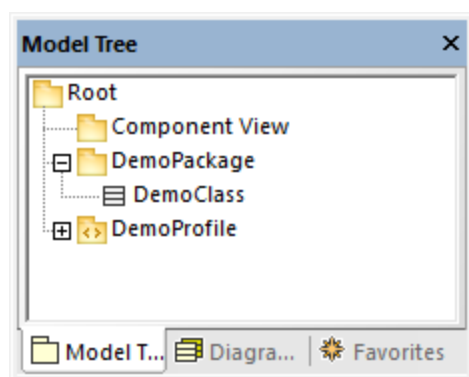 Model Tree
Root
Component View
DemoPackage
DemoClass
DemoProfile
Model T... Diagra... Favorites